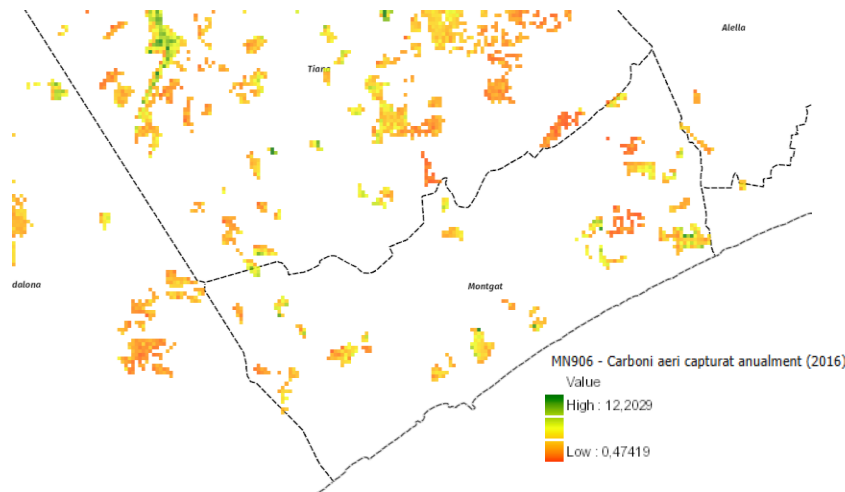 Alella
Tiana
dalona
Montgat
MN906 - Carboni aeri capturat anualment (2016)
Value
High : 12,2029
Low : 0,47419